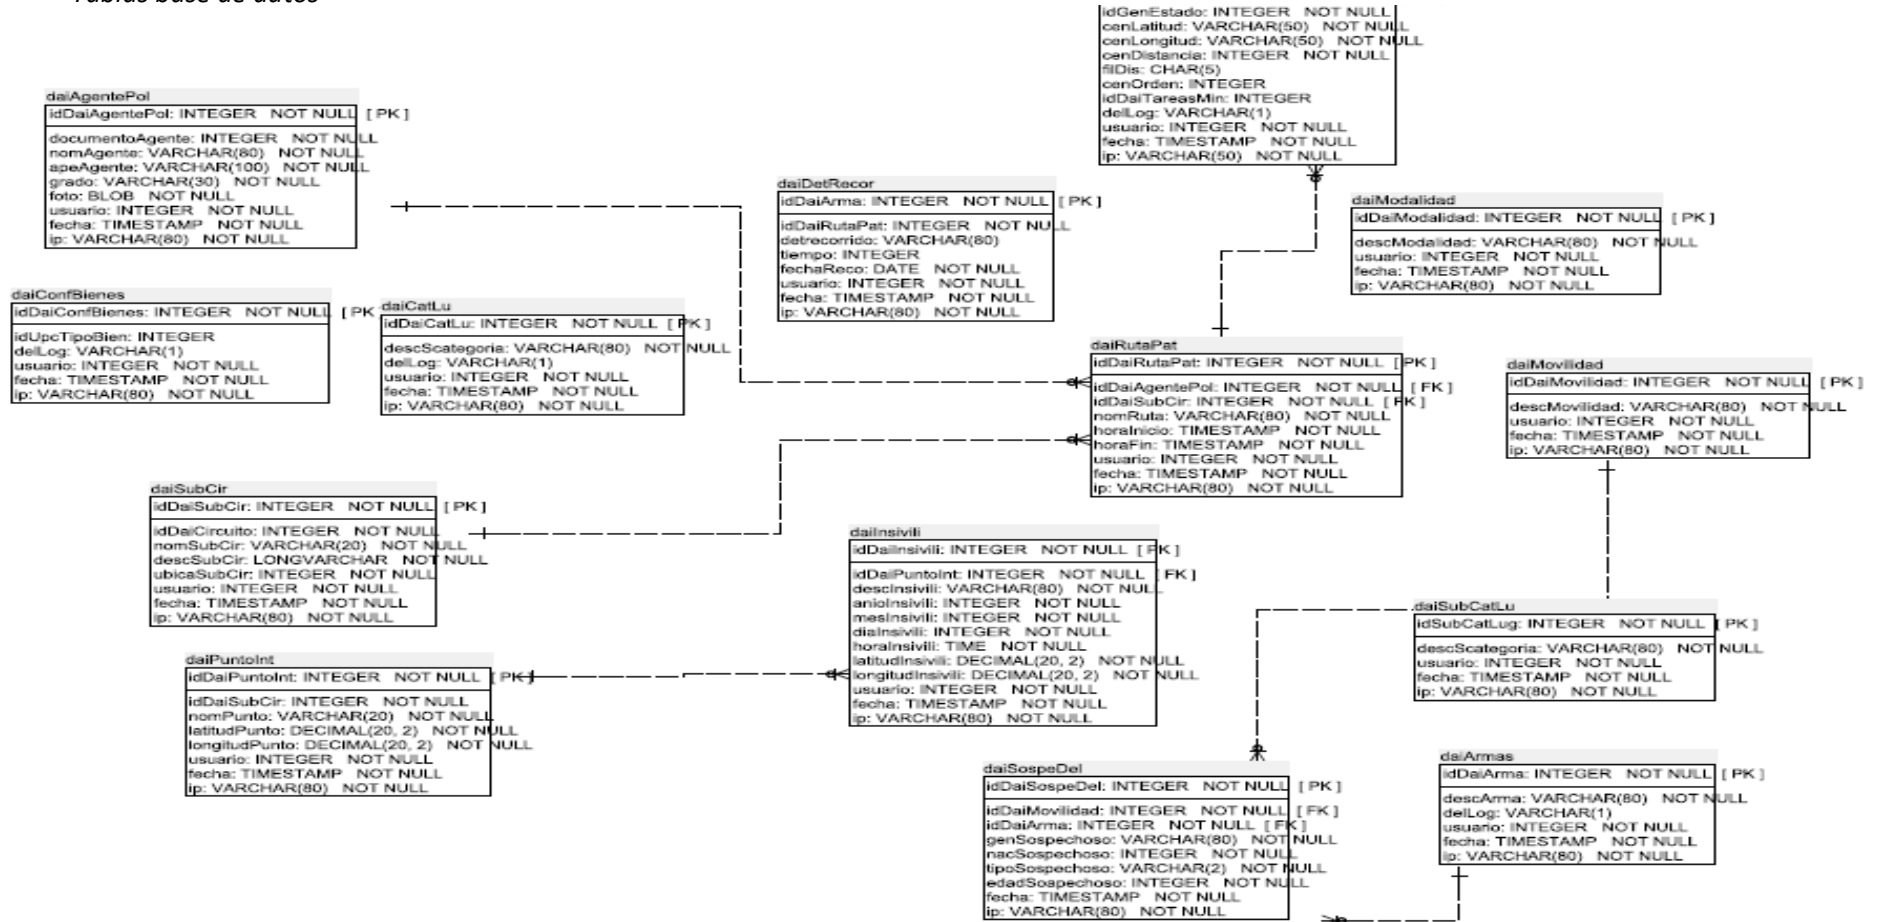 Tablas base de datos
idGenEstado: INTEGER NOT NULL
cenLatitud: VARCHAR(50) NOT NULL
cenLongitud: VARCHAR(50) NOT NULL
cenDistancia: INTEGER NOT NULL
filDis: CHAR(5)
cenOrden: INTEGER
idDaiTareasMin: INTEGER
delLog: VARCHAR(1)
usuario: INTEGER NOT NULL
fecha: TIMESTAMP NOT NULL
ip: VARCHAR(50) NOT NULL
daiAgentePol
idDaiAgentePol: INTEGER NOT NULL [ PK ]
documentoAgente: INTEGER NOT NULL
nomAgente: VARCHAR(80) NOT NULL
apeAgente: VARCHAR(100) NOT NULL
grado: VARCHAR(30) NOT NULL
foto: BLOB NOT NULL
usuario: INTEGER NOT NULL
fecha: TIMESTAMP NOT NULL
ip: VARCHAR(80) NOT NULL
daiDetRecor
idDaiArma: INTEGER NOT NULL [ PK ]
idDaiRutaPat: INTEGER NOT NULL
detrecorrido: VARCHAR(80)
tiempo: INTEGER
fechaReco: DATE NOT NULL
usuario: INTEGER NOT NULL
fecha: TIMESTAMP NOT NULL
ip: VARCHAR(80) NOT NULL
daiModalidad
idDaiModalidad: INTEGER NOT NULL [ PK ]
descModalidad: VARCHAR(80) NOT NULL
usuario: INTEGER NOT NULL
fecha: TIMESTAMP NOT NULL
ip: VARCHAR(80) NOT NULL
daiConfBienes
idDaiConfBienes: INTEGER NOT NULL [ PK
idUpcTipoBien: INTEGER
delLog: VARCHAR(1)
usuario: INTEGER NOT NULL
fecha: TIMESTAMP NOT NULL
ip: VARCHAR(80) NOT NULL
daiCatLu
idDaiCatLu: INTEGER NOT NULL [ PK ]
descScategoria: VARCHAR(80) NOT NULL
delLog: VARCHAR(1)
usuario: INTEGER NOT NULL
fecha: TIMESTAMP NOT NULL
ip: VARCHAR(80) NOT NULL
daiRutaPat
idDaiRutaPat: INTEGER NOT NULL [ PK ]
idDaiAgentePol: INTEGER NOT NULL [ FK ]
idDaiSubCir: INTEGER NOT NULL [ FK ]
nomRuta: VARCHAR(80) NOT NULL
horaInicio: TIMESTAMP NOT NULL
horaFin: TIMESTAMP NOT NULL
usuario: INTEGER NOT NULL
fecha: TIMESTAMP NOT NULL
ip: VARCHAR(80) NOT NULL
daiMovilidad
idDaiMovilidad: INTEGER NOT NULL [ PK ]
descMovilidad: VARCHAR(80) NOT NULL
usuario: INTEGER NOT NULL
fecha: TIMESTAMP NOT NULL
ip: VARCHAR(80) NOT NULL
daiSubCir
idDaiSubCir: INTEGER NOT NULL [ PK ]
idDaiCircuito: INTEGER NOT NULL
nomSubCir: VARCHAR(20) NOT NULL
descSubCir: LONGVARCHAR NOT NULL
ubicaSubCir: INTEGER NOT NULL
usuario: INTEGER NOT NULL
fecha: TIMESTAMP NOT NULL
ip: VARCHAR(80) NOT NULL
daiInsivili
idDaiInsivili: INTEGER NOT NULL [ PK ]
idDaiPuntoInt: INTEGER NOT NULL [ FK ]
descInsivili: VARCHAR(80) NOT NULL
anioInsivili: INTEGER NOT NULL
mesInsivili: INTEGER NOT NULL
diaInsivili: INTEGER NOT NULL
horaInsivili: TIME NOT NULL
latitudInsivili: DECIMAL(20, 2) NOT NULL
longitudInsivili: DECIMAL(20, 2) NOT NULL
usuario: INTEGER NOT NULL
fecha: TIMESTAMP NOT NULL
ip: VARCHAR(80) NOT NULL
daiSubCatLu
idSubCatLug: INTEGER NOT NULL [ PK ]
descScategoria: VARCHAR(80) NOT NULL
usuario: INTEGER NOT NULL
fecha: TIMESTAMP NOT NULL
ip: VARCHAR(80) NOT NULL
daiPuntoInt
idDaiPuntoInt: INTEGER NOT NULL [ PK ]
idDaiSubCir: INTEGER NOT NULL
nomPunto: VARCHAR(20) NOT NULL
latitudPunto: DECIMAL(20, 2) NOT NULL
longitudPunto: DECIMAL(20, 2) NOT NULL
usuario: INTEGER NOT NULL
fecha: TIMESTAMP NOT NULL
ip: VARCHAR(80) NOT NULL
daiSospeDel
idDaiSospeDel: INTEGER NOT NULL [ PK ]
idDaiMovilidad: INTEGER NOT NULL [ FK ]
idDaiArma: INTEGER NOT NULL [ FK ]
genSospechoso: VARCHAR(80) NOT NULL
nacSospechoso: INTEGER NOT NULL
tipoSospechoso: VARCHAR(2) NOT NULL
edadSoapechoso: INTEGER NOT NULL
fecha: TIMESTAMP NOT NULL
ip: VARCHAR(80) NOT NULL
daiArmas
idDaiArma: INTEGER NOT NULL [ PK ]
descArma: VARCHAR(80) NOT NULL
delLog: VARCHAR(1)
usuario: INTEGER NOT NULL
fecha: TIMESTAMP NOT NULL
ip: VARCHAR(80) NOT NULL